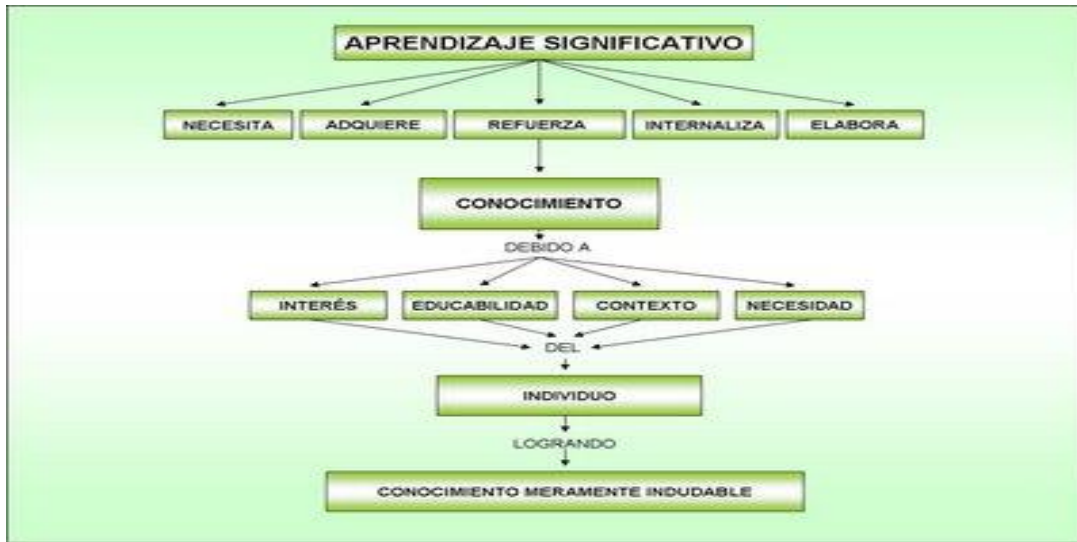 APRENDIZAJE SIGNIFICATIVO
NECESITA ADQUIERE REFUERZA INTERNALIZA ELABORA
CONOCIMIENTO
DEBIDO A
INTERÉS EDUCABILIDAD CONTEXTO NECESIDAD
DEL
INDIVIDUO
LOGRANDO
CONOCIMIENTO MERAMENTE INDUDABLE